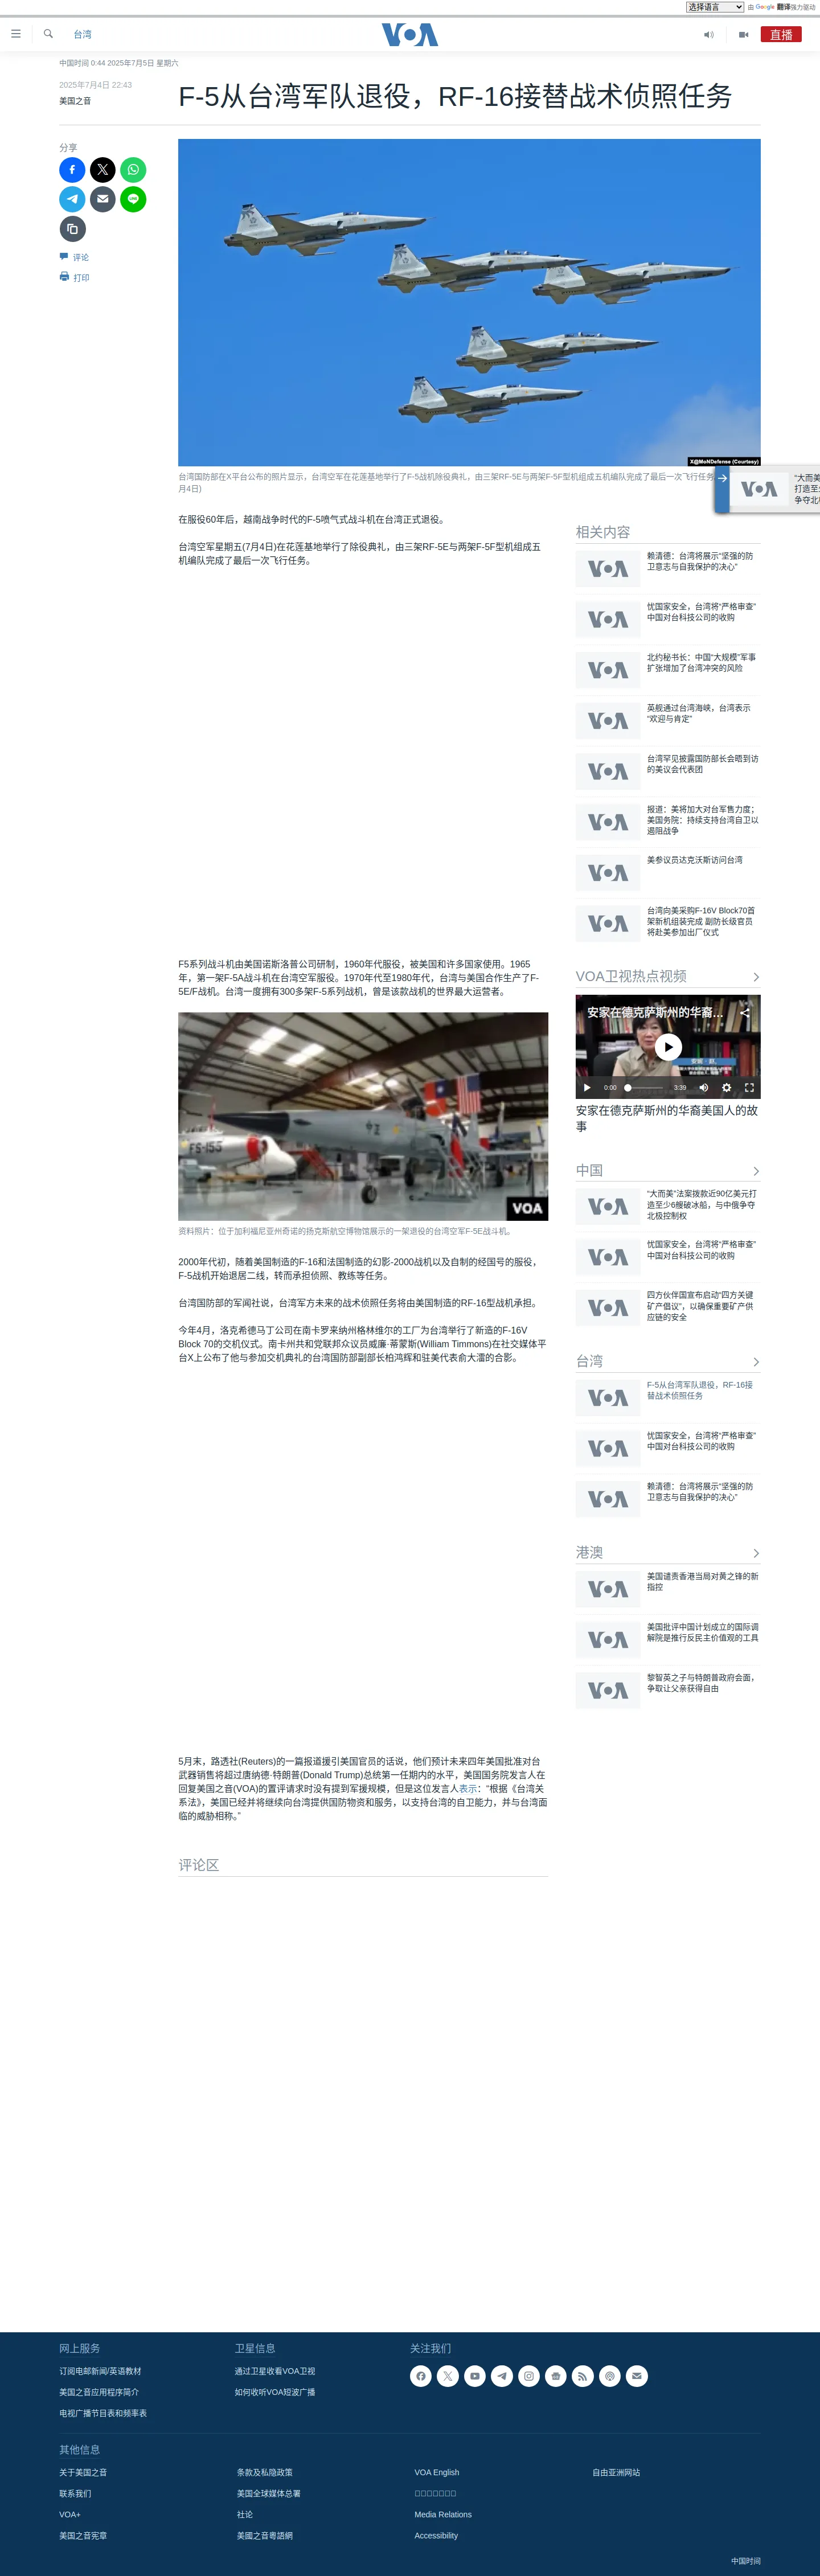 选择语言 由 Google 翻译强力驱动
台湾
VOA
直播
中国时间 0:44 2025年7月5日 星期六
2025年7月4日 22:43
美国之音
F-5从台湾军队退役，RF-16接替战术侦照任务
分享
评论
打印
X@MoNDefense (Courtesy)
台湾国防部在X平台公布的照片显示，台湾空军在花莲基地举行了F-5战机除役典礼，由三架RF-5E与两架F-5F型机组成五机编队完成了最后一次飞行任务
月4日)
在服役60年后，越南战争时代的F-5喷气式战斗机在台湾正式退役。
台湾空军星期五(7月4日)在花莲基地举行了除役典礼，由三架RF-5E与两架F-5F型机组成五
机编队完成了最后一次飞行任务。
F5系列战斗机由美国诺斯洛普公司研制，1960年代服役，被美国和许多国家使用。1965
年，第一架F-5A战斗机在台湾空军服役。1970年代至1980年代，台湾与美国合作生产了F-
5E/F战机。台湾一度拥有300多架F-5系列战机，曾是该款战机的世界最大运营者。
FS-155
VOA
资料照片：位于加利福尼亚州奇诺的扬克斯航空博物馆展示的一架退役的台湾空军F-5E战斗机。
2000年代初，随着美国制造的F-16和法国制造的幻影-2000战机以及自制的经国号的服役，
F-5战机开始退居二线，转而承担侦照、教练等任务。
台湾国防部的军闻社说，台湾军方未来的战术侦照任务将由美国制造的RF-16型战机承担。
今年4月，洛克希德马丁公司在南卡罗来纳州格林维尔的工厂为台湾举行了新造的F-16V
Block 70的交机仪式。南卡州共和党联邦众议员威廉·蒂蒙斯(William Timmons)在社交媒体平
台X上公布了他与参加交机典礼的台湾国防部副部长柏鸿辉和驻美代表俞大㵢的合影。
5月末，路透社(Reuters)的一篇报道援引美国官员的话说，他们预计未来四年美国批准对台
武器销售将超过唐纳德·特朗普(Donald Trump)总统第一任期内的水平，美国国务院发言人在
回复美国之音(VOA)的置评请求时没有提到军援规模，但是这位发言人表示：“根据《台湾关
系法》，美国已经并将继续向台湾提供国防物资和服务，以支持台湾的自卫能力，并与台湾面
临的威胁相称。”
评论区
VOA
“大而美
打造至少
争夺北极
相关内容
VOA
赖清德：台湾将展示“坚强的防
卫意志与自我保护的决心”
VOA
忧国家安全，台湾将“严格审查”
中国对台科技公司的收购
VOA
北约秘书长：中国“大规模”军事
扩张增加了台湾冲突的风险
VOA
英舰通过台湾海峡，台湾表示
“欢迎与肯定”
VOA
台湾罕见披露国防部长会晤到访
的美议会代表团
VOA
报道：美将加大对台军售力度；
美国务院：持续支持台湾自卫以
遏阻战争
VOA
美参议员达克沃斯访问台湾
VOA
台湾向美采购F-16V Block70首
架新机组装完成 副防长级官员
将赴美参加出厂仪式
VOA卫视热点视频
安家在德克萨斯州的华裔...
0:00 3:39
安家在德克萨斯州的华裔美国人的故
事
中国
VOA
“大而美”法案拨款近90亿美元打
造至少6艘破冰船，与中俄争夺
北极控制权
VOA
忧国家安全，台湾将“严格审查”
中国对台科技公司的收购
VOA
四方伙伴国宣布启动“四方关键
矿产倡议”，以确保重要矿产供
应链的安全
台湾
VOA
F-5从台湾军队退役，RF-16接
替战术侦照任务
VOA
忧国家安全，台湾将“严格审查”
中国对台科技公司的收购
VOA
赖清德：台湾将展示“坚强的防
卫意志与自我保护的决心”
港澳
VOA
美国谴责香港当局对黄之锋的新
指控
VOA
美国批评中国计划成立的国际调
解院是推行反民主价值观的工具
VOA
黎智英之子与特朗普政府会面，
争取让父亲获得自由
网上服务
订阅电邮新闻/英语教材
美国之音应用程序简介
电视广播节目表和频率表
卫星信息
通过卫星收看VOA卫视
如何收听VOA短波广播
关注我们
其他信息
关于美国之音
联系我们
VOA+
美国之音宪章
条款及私隐政策
美国全球媒体总署
社论
美國之音粵語網
VOA English
Media Relations
Accessibility
自由亚洲网站
中国时间